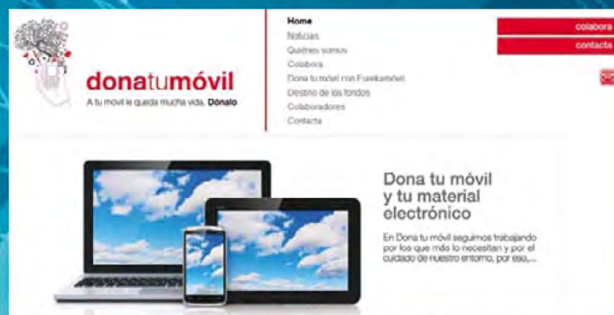 donatumóvil
A tu móvil le queda mucha vida. Dónalo
Home
Noticias
Quiénes somos
Colabora
Dona tu móvil con Eurekamóvil
Destino de los fondos
Colaboradores
Contacta
colabora
contacta
Dona tu móvil
y tu material
electrónico
En Dona tu móvil seguimos trabajando
por los que más lo necesitan y por el
cuidado de nuestro entorno, por eso,...